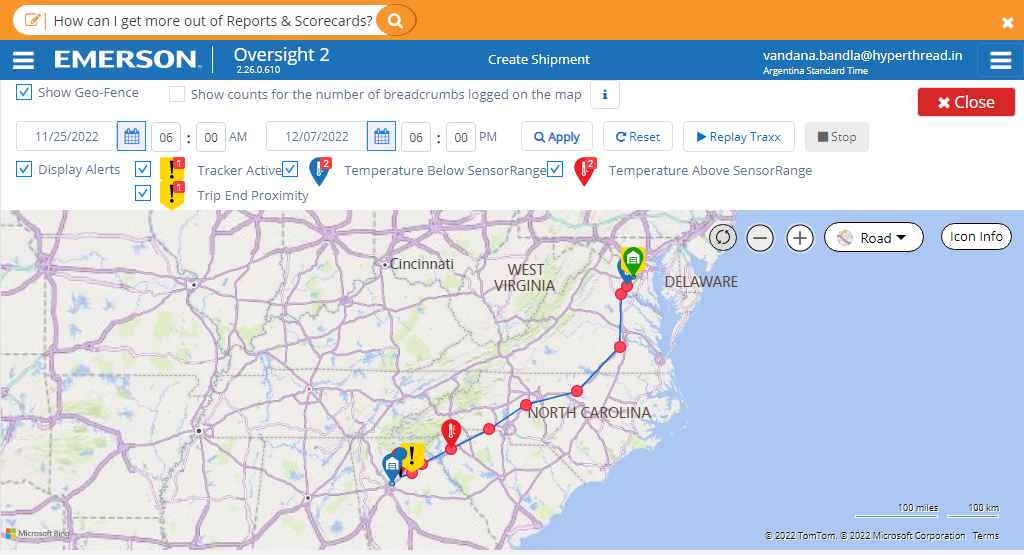 How can I get more out of Reports & Scorecards?
EMERSON
Oversight 2
2.26.0.610
Create Shipment
vandana.bandla@hyperthread.in
Argentina Standard Time
Show Geo-Fence
Show counts for the number of breadcrumbs logged on the map
i
Close
11/25/2022
06 : 00 AM
12/07/2022
06 : 00 PM
Apply
Reset
Replay Traxx
Stop
Display Alerts
! 1 Tracker Active
2 Temperature Below SensorRange
2 Temperature Above SensorRange
! 1 Trip End Proximity
Road
Icon Info
Cincinnati
WEST
VIRGINIA
DELAWARE
NORTH CAROLINA
!
100 miles
100 km
Microsoft Bing
© 2022 TomTom, © 2022 Microsoft Corporation Terms